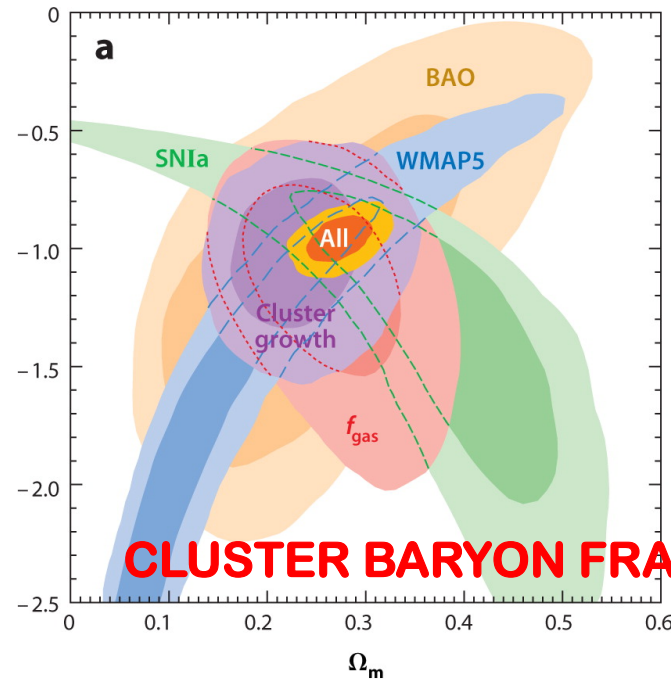 0
a
BAO
-0.5
SNIa
WMAP5
-1.0
All
Cluster
growth
-1.5
f gas
-2.0
CLUSTER BARYON FRA
-2.5
0 0.1 0.2 0.3 0.4 0.5 0.6
Ωm